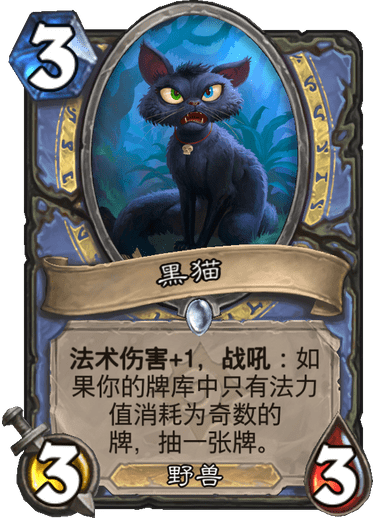 3
黑猫
法术伤害+1，战吼：如
果你的牌库中只有法力
值消耗为奇数的
牌，抽一张牌。
野兽
3
3